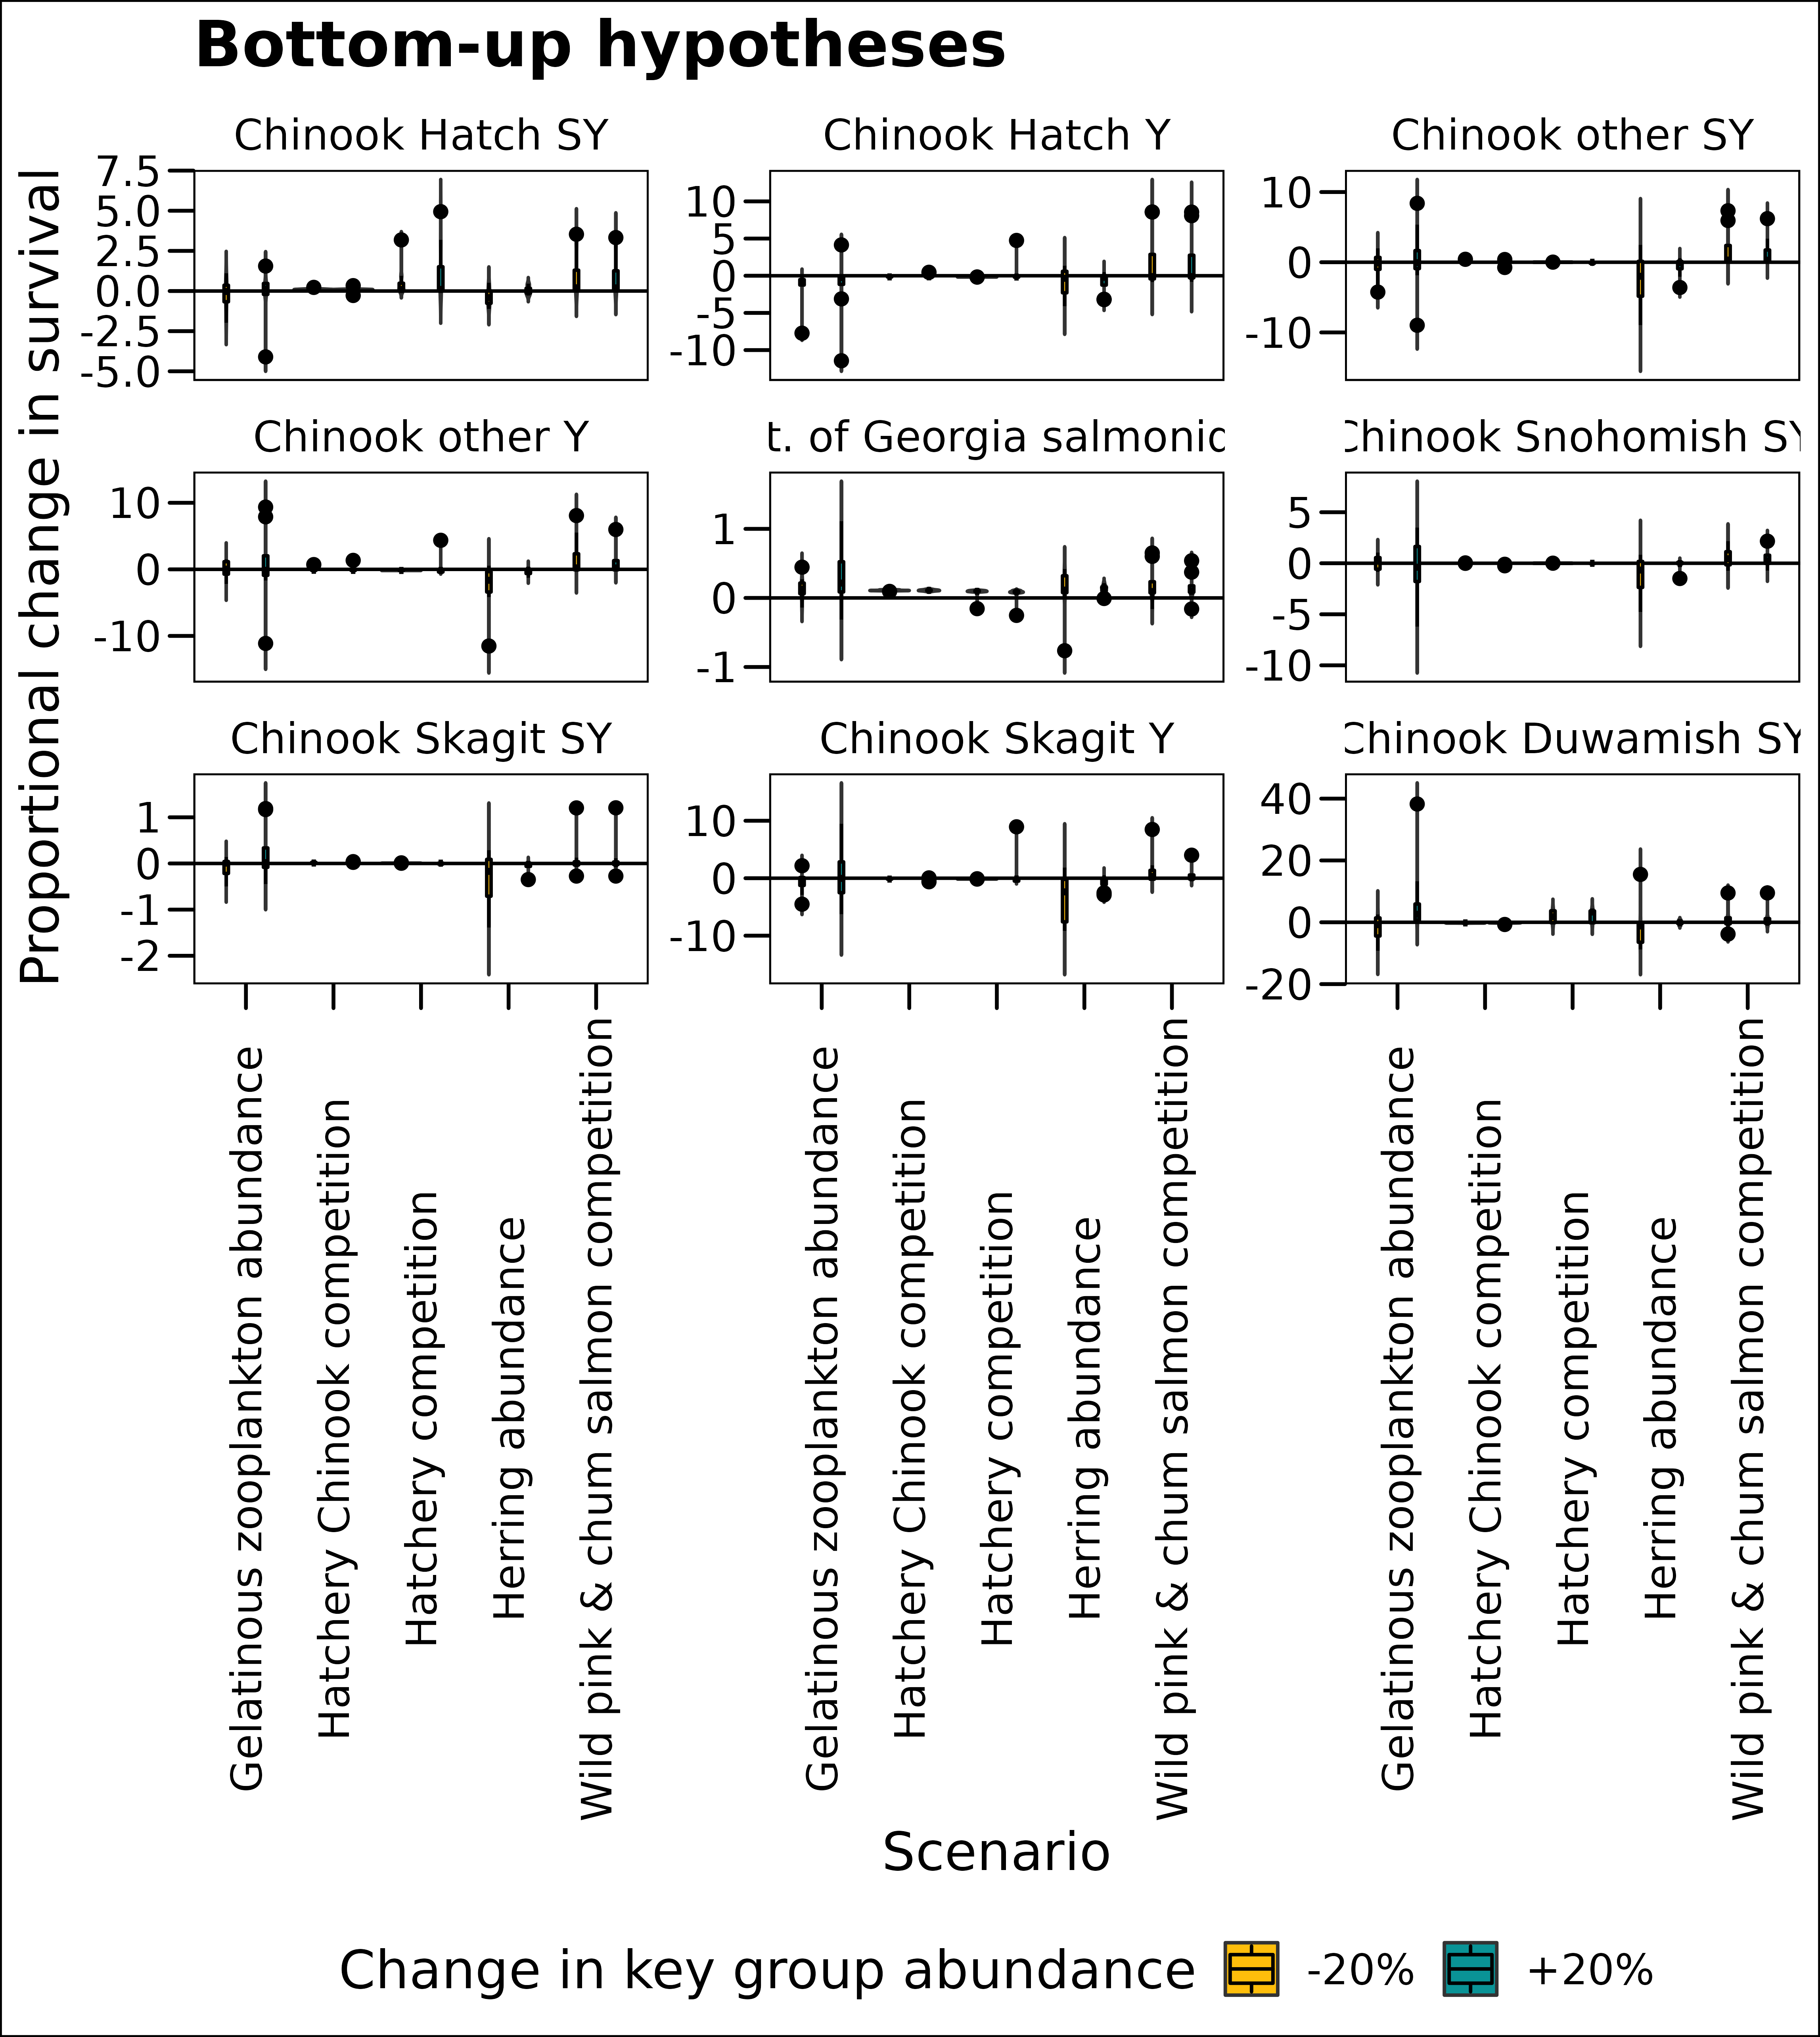 Bottom-up hypotheses
Proportional change in survival
Chinook Hatch SY
7.5
5.0
2.5
0.0
-2.5
-5.0
Chinook Hatch Y
10
5
0
-5
-10
Chinook other SY
10
0
-10
Chinook other Y
10
0
-10
t. of Georgia salmonid
1
0
-1
Chinook Snohomish SY
5
0
-5
-10
Chinook Skagit SY
1
0
-1
-2
Chinook Skagit Y
10
0
-10
Chinook Duwamish SY
40
20
0
-20
Gelatinous zooplankton abundance
Hatchery Chinook competition
Hatchery competition
Herring abundance
Wild pink & chum salmon competition
Gelatinous zooplankton abundance
Hatchery Chinook competition
Hatchery competition
Herring abundance
Wild pink & chum salmon competition
Gelatinous zooplankton abundance
Hatchery Chinook competition
Hatchery competition
Herring abundance
Wild pink & chum salmon competition
Scenario
Change in key group abundance -20% +20%